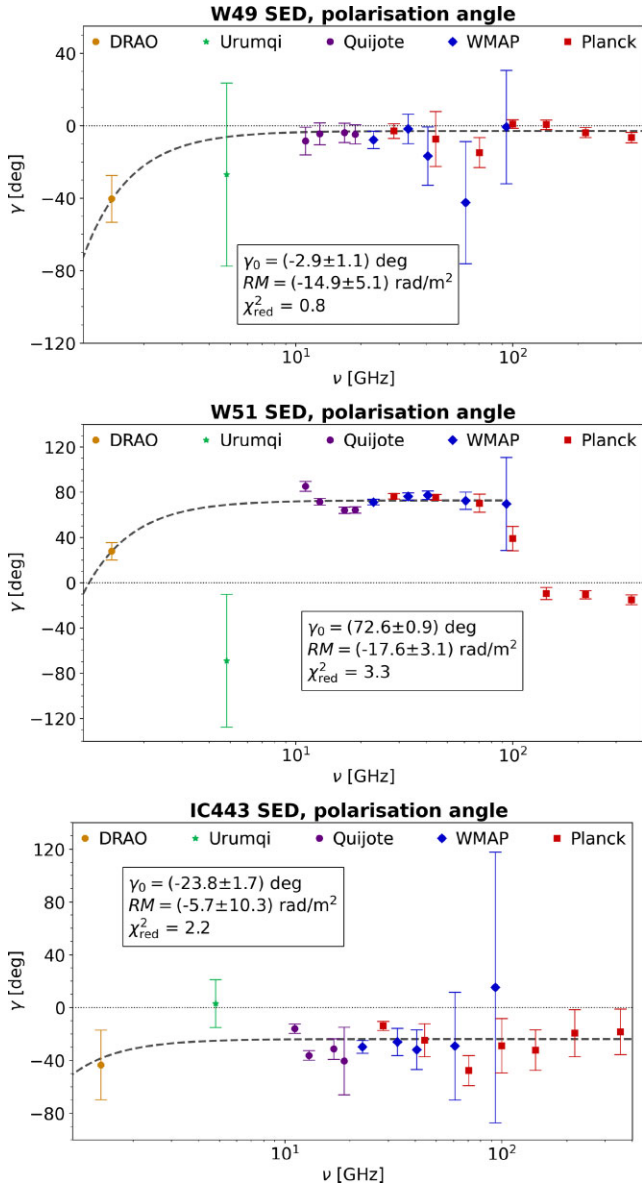 W49 SED, polarisation angle
DRAO Urumqi Quijote WMAP Planck
40
0
−40
−80
−120
γ [deg]
γ₀ = (-2.9±1.1) deg
RM = (-14.9±5.1) rad/m²
χ²red = 0.8
10¹ 10²
ν [GHz]
W51 SED, polarisation angle
DRAO Urumqi Quijote WMAP Planck
120
80
40
0
−40
−80
−120
γ [deg]
γ₀ = (72.6±0.9) deg
RM = (-17.6±3.1) rad/m²
χ²red = 3.3
10¹ 10²
ν [GHz]
IC443 SED, polarisation angle
DRAO Urumqi Quijote WMAP Planck
120
80
40
0
−40
−80
γ [deg]
γ₀ = (-23.8±1.7) deg
RM = (-5.7±10.3) rad/m²
χ²red = 2.2
10¹ 10²
ν [GHz]